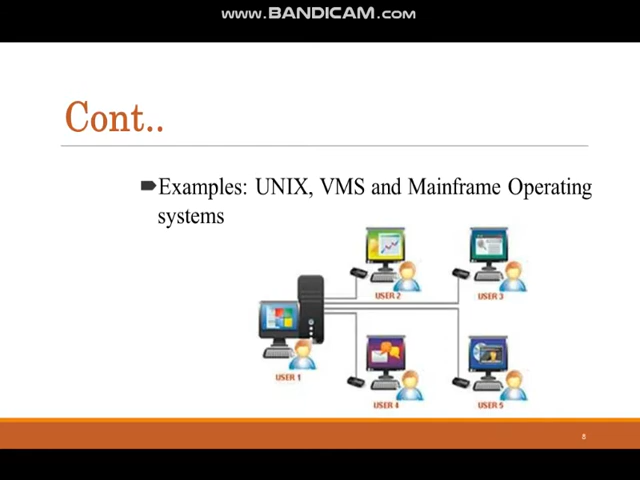 www.BANDICAM.com
Cont..
Examples: UNIX, VMS and Mainframe Operating
systems
USER 2
USER 3
USER 1
USER 4
USER 5
8